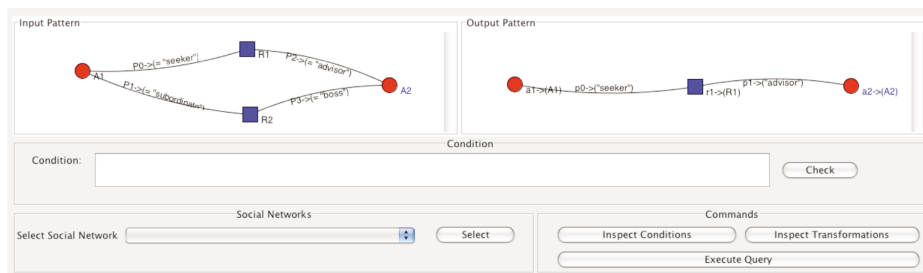 Input Pattern
A1
P0->(= "seeker")
R1
P2->(= "advisor")
P1->(= "subordinate")
P3->(= "boss")
R2
A2
Output Pattern
a1->(A1)
p0->("seeker")
r1->(R1)
p1->("advisor")
a2->(A2)
Condition
Condition:
Check
Social Networks
Select Social Network
Select
Commands
Inspect Conditions
Inspect Transformations
Execute Query